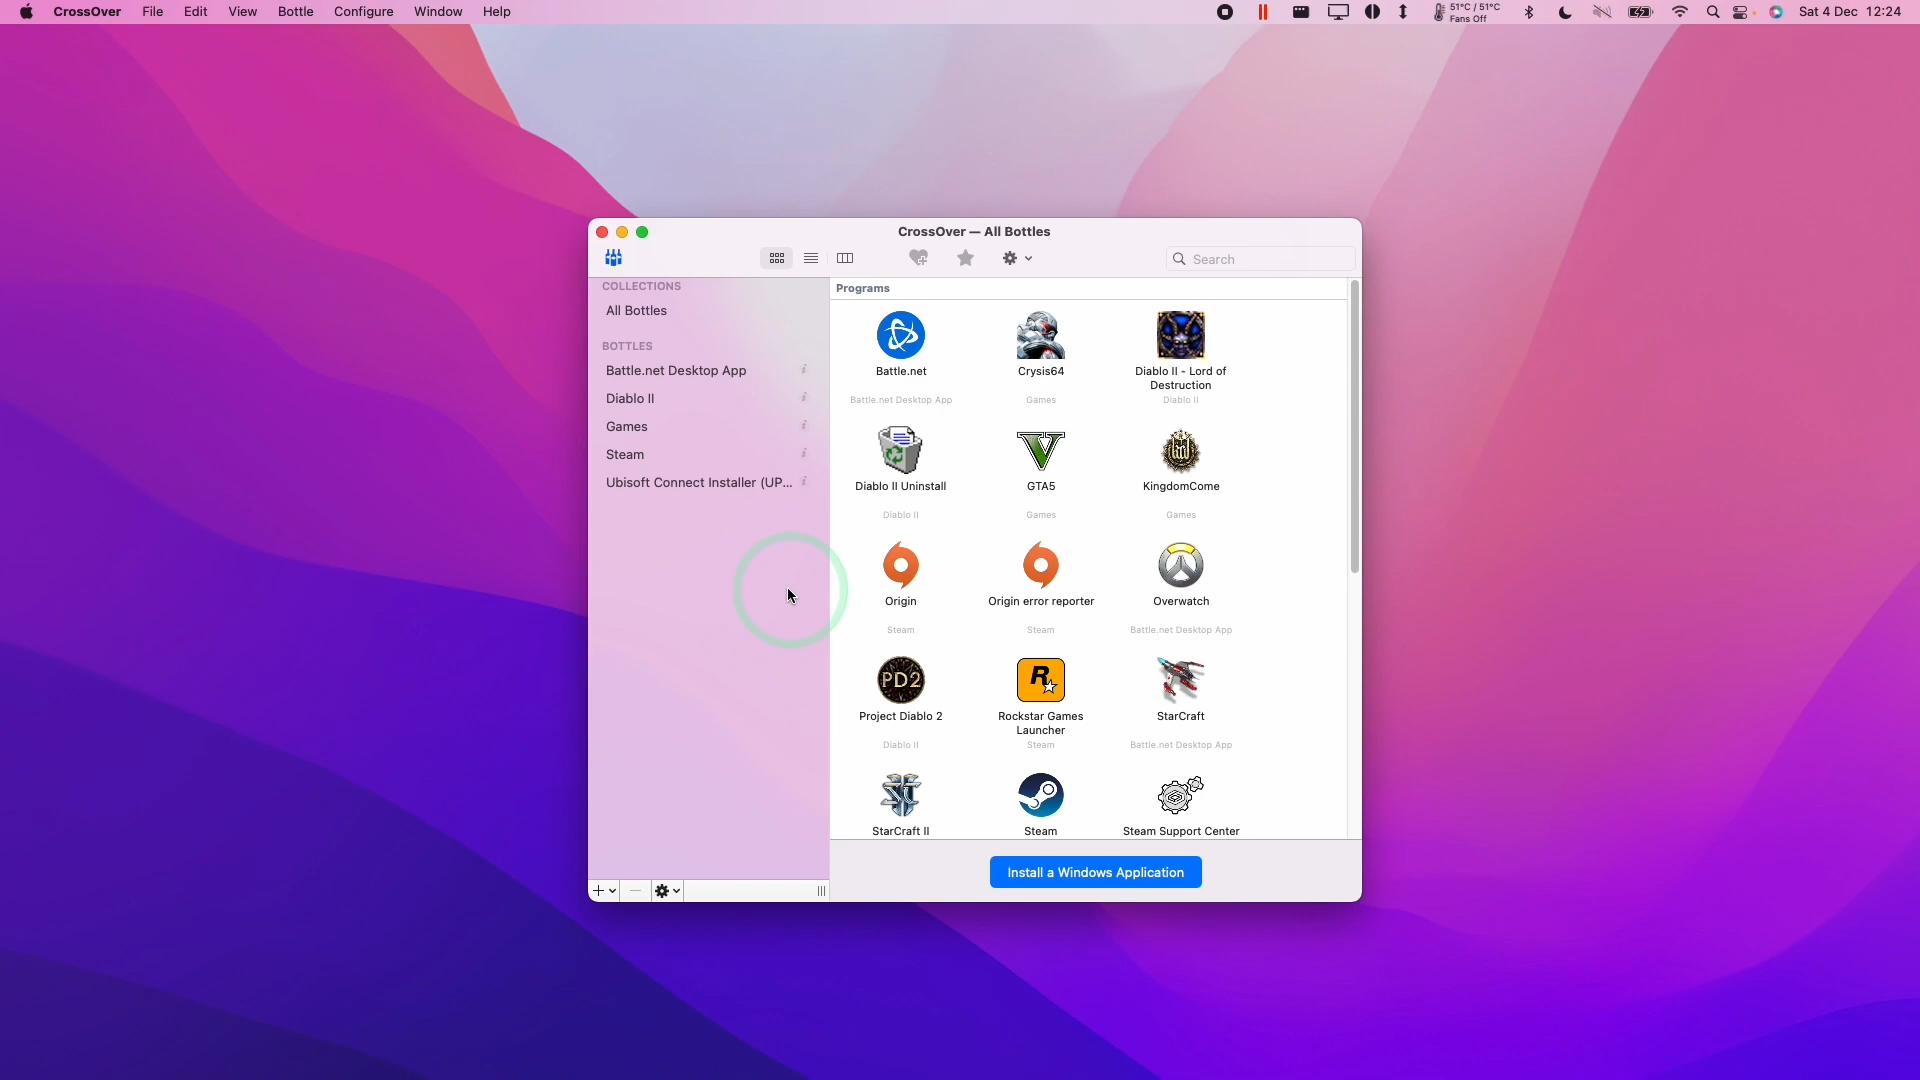 CrossOver File Edit View Bottle Configure Window Help
51°C / 51°C
Fans Off
Sat 4 Dec 12:24
CrossOver — All Bottles
Search
COLLECTIONS
All Bottles
BOTTLES
Battle.net Desktop App
Diablo II
Games
Steam
Ubisoft Connect Installer (UP...
Programs
Battle.net
Battle.net Desktop App
Crysis64
Games
Diablo II - Lord of
Destruction
Diablo II
Diablo II Uninstall
Diablo II
GTA5
Games
KingdomCome
Games
Origin
Steam
Origin error reporter
Steam
Overwatch
Battle.net Desktop App
PD2
Project Diablo 2
Diablo II
R
Rockstar Games
Launcher
Steam
StarCraft
Battle.net Desktop App
StarCraft II
Steam
Steam Support Center
Install a Windows Application